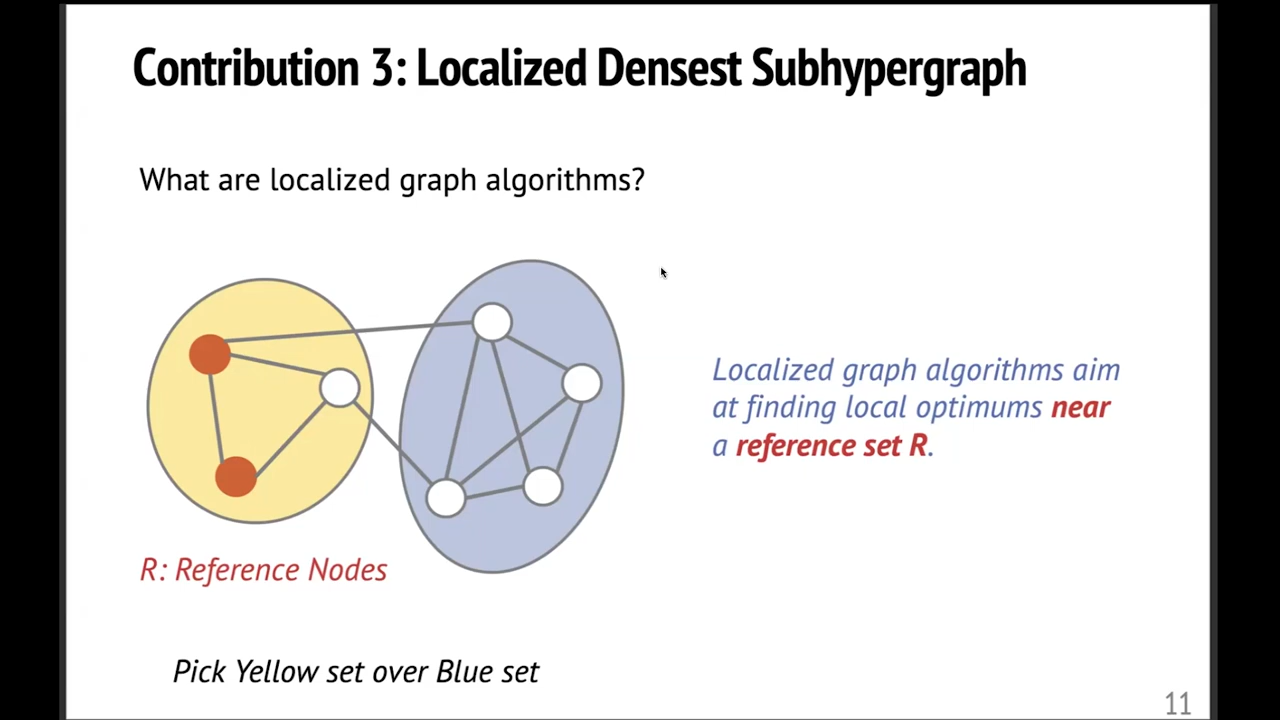 Contribution 3: Localized Densest Subhypergraph
What are localized graph algorithms?
Localized graph algorithms aim
at finding local optimums near
a reference set R.
R: Reference Nodes
Pick Yellow set over Blue set
11